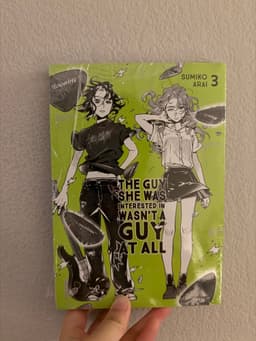 SUMIKO
ARAI 3
THE GUY
SHE WAS
INTERESTED IN
WASN'T A
GUY
AT ALL